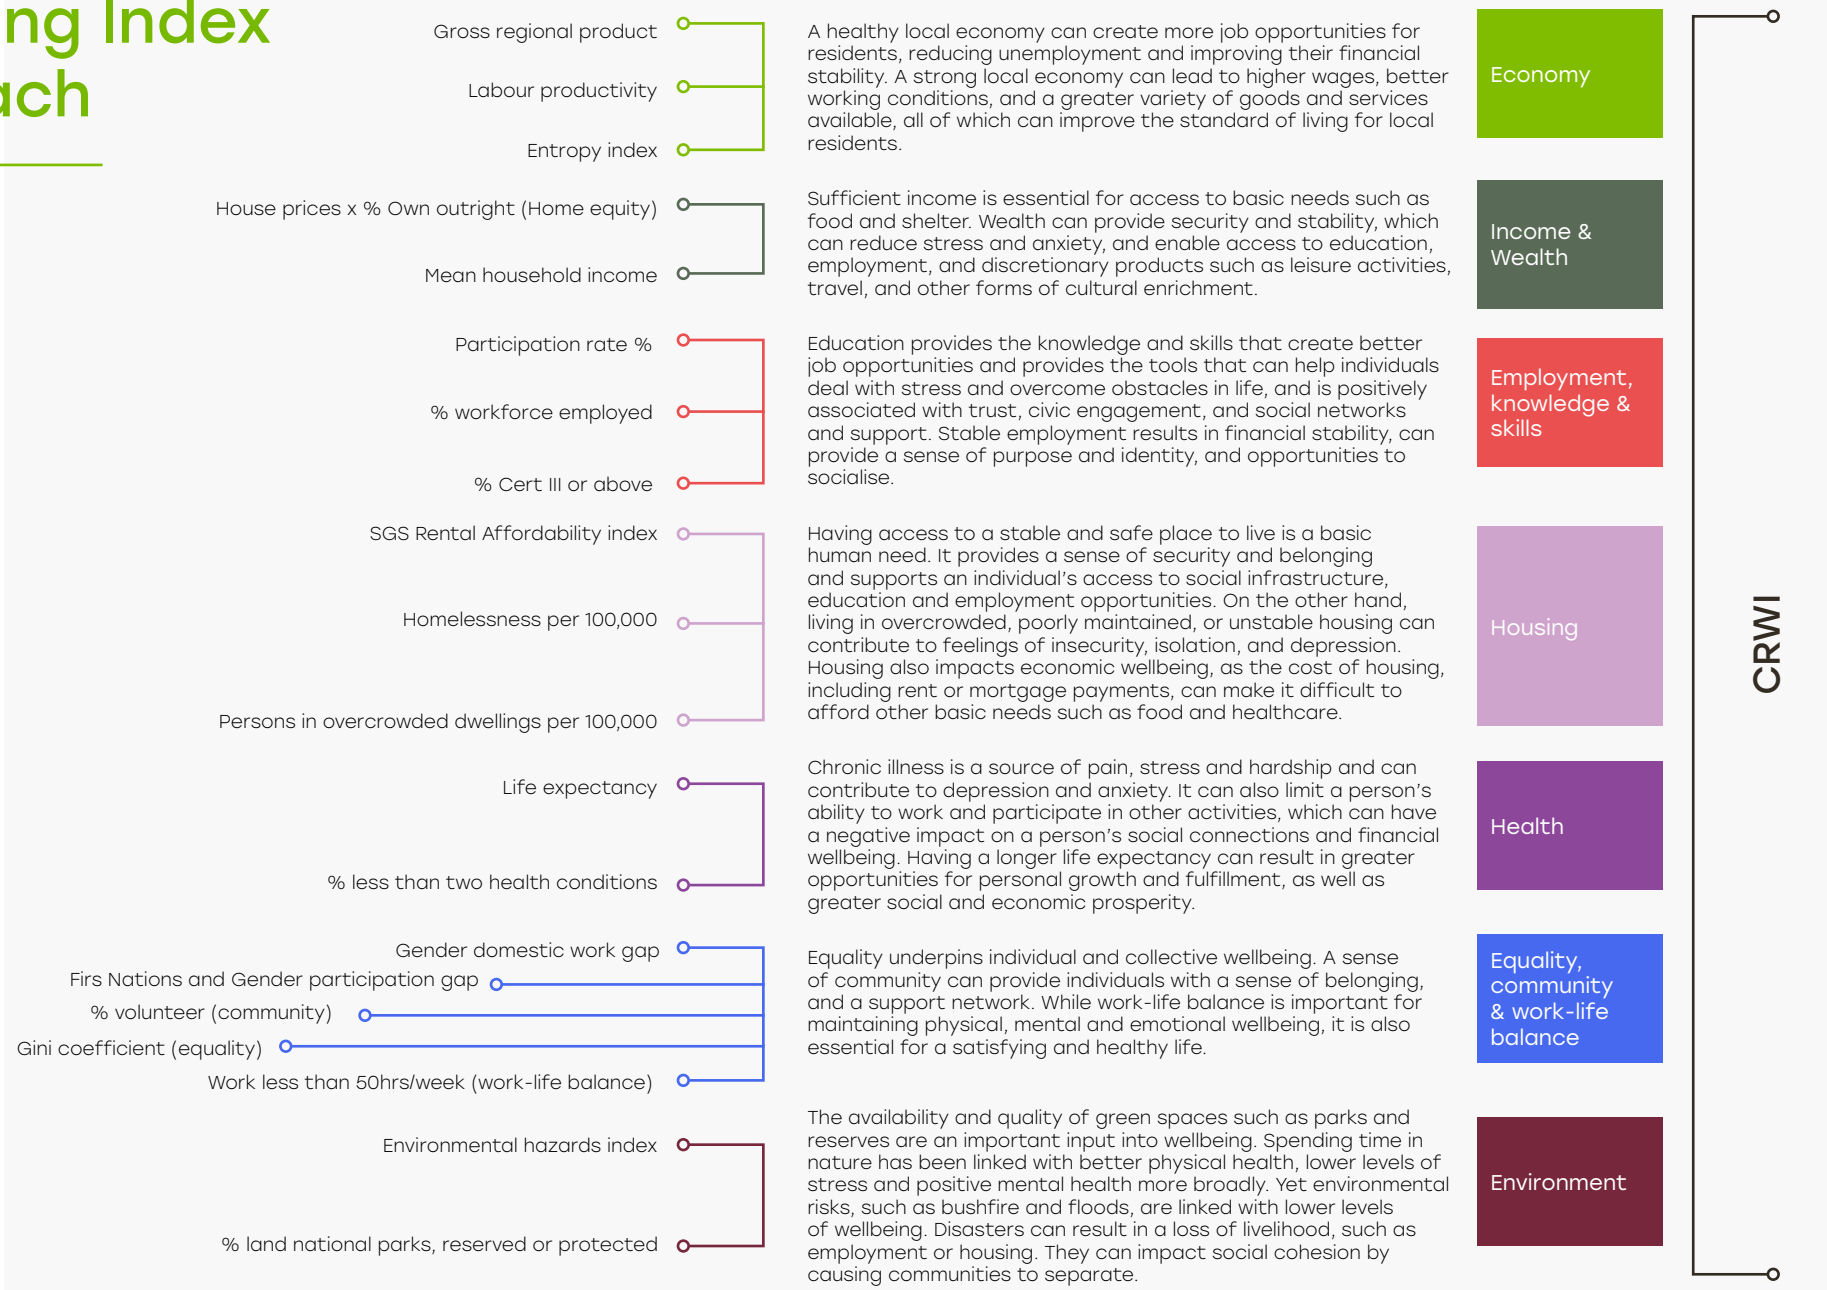 ng Index
ach
Gross regional product
Labour productivity
Entropy index
A healthy local economy can create more job opportunities for
residents, reducing unemployment and improving their financial
stability. A strong local economy can lead to higher wages, better
working conditions, and a greater variety of goods and services
available, all of which can improve the standard of living for local
residents.
Economy
House prices x % Own outright (Home equity)
Mean household income
Sufficient income is essential for access to basic needs such as
food and shelter. Wealth can provide security and stability, which
can reduce stress and anxiety, and enable access to education,
employment, and discretionary products such as leisure activities,
travel, and other forms of cultural enrichment.
Income &
Wealth
Participation rate %
% workforce employed
% Cert III or above
Education provides the knowledge and skills that create better
job opportunities and provides the tools that can help individuals
deal with stress and overcome obstacles in life, and is positively
associated with trust, civic engagement, and social networks
and support. Stable employment results in financial stability, can
provide a sense of purpose and identity, and opportunities to
socialise.
Employment,
knowledge &
skills
SGS Rental Affordability index
Homelessness per 100,000
Persons in overcrowded dwellings per 100,000
Having access to a stable and safe place to live is a basic
human need. It provides a sense of security and belonging
and supports an individual’s access to social infrastructure,
education and employment opportunities. On the other hand,
living in overcrowded, poorly maintained, or unstable housing can
contribute to feelings of insecurity, isolation, and depression.
Housing also impacts economic wellbeing, as the cost of housing,
including rent or mortgage payments, can make it difficult to
afford other basic needs such as food and healthcare.
Housing
Life expectancy
% less than two health conditions
Chronic illness is a source of pain, stress and hardship and can
contribute to depression and anxiety. It can also limit a person’s
ability to work and participate in other activities, which can have
a negative impact on a person’s social connections and financial
wellbeing. Having a longer life expectancy can result in greater
opportunities for personal growth and fulfillment, as well as
greater social and economic prosperity.
Health
Gender domestic work gap
Firs Nations and Gender participation gap
% volunteer (community)
Gini coefficient (equality)
Work less than 50hrs/week (work-life balance)
Equality underpins individual and collective wellbeing. A sense
of community can provide individuals with a sense of belonging,
and a support network. While work-life balance is important for
maintaining physical, mental and emotional wellbeing, it is also
essential for a satisfying and healthy life.
Equality,
community
& work-life
balance
Environmental hazards index
% land national parks, reserved or protected
The availability and quality of green spaces such as parks and
reserves are an important input into wellbeing. Spending time in
nature has been linked with better physical health, lower levels of
stress and positive mental health more broadly. Yet environmental
risks, such as bushfire and floods, are linked with lower levels
of wellbeing. Disasters can result in a loss of livelihood, such as
employment or housing. They can impact social cohesion by
causing communities to separate.
Environment
CRWI